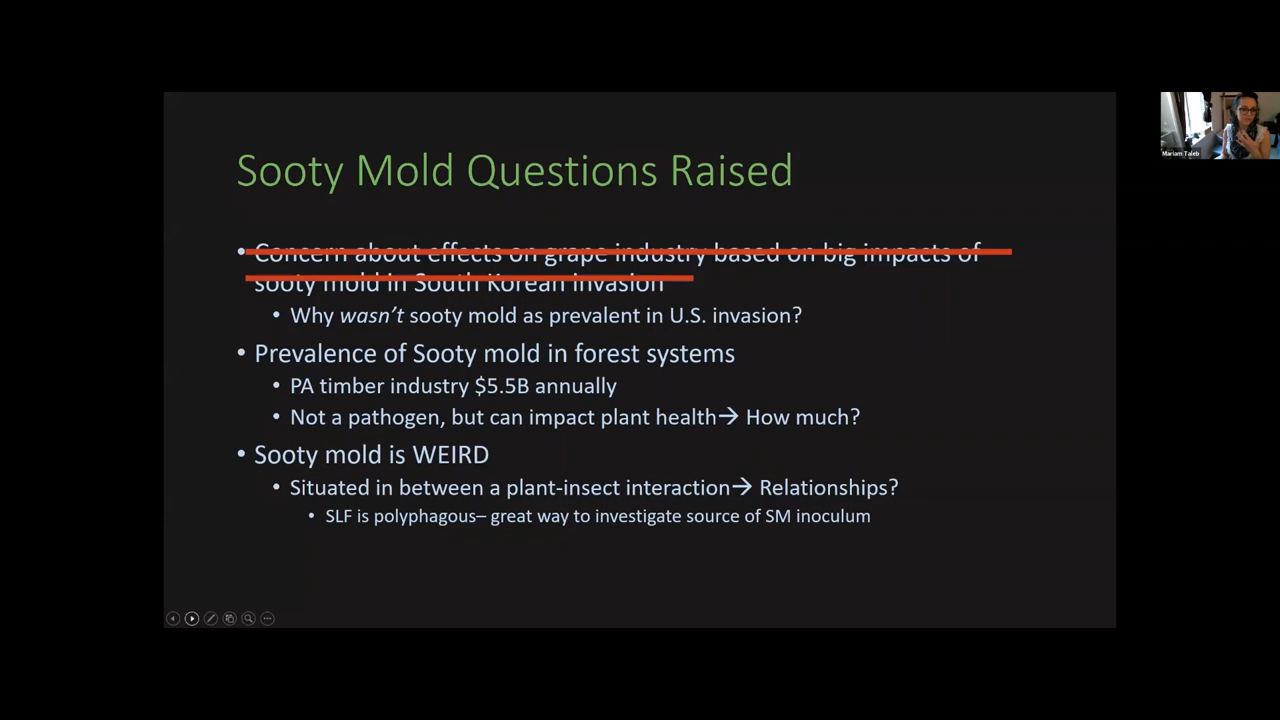 Sooty Mold Questions Raised
• Concern about effects on grape industry based on big impacts of
sooty mold in South Korean invasion
• Why wasn't sooty mold as prevalent in U.S. invasion?
• Prevalence of Sooty mold in forest systems
• PA timber industry $5.5B annually
• Not a pathogen, but can impact plant health→ How much?
• Sooty mold is WEIRD
• Situated in between a plant-insect interaction→ Relationships?
• SLF is polyphagous– great way to investigate source of SM inoculum
Mariam Taleb